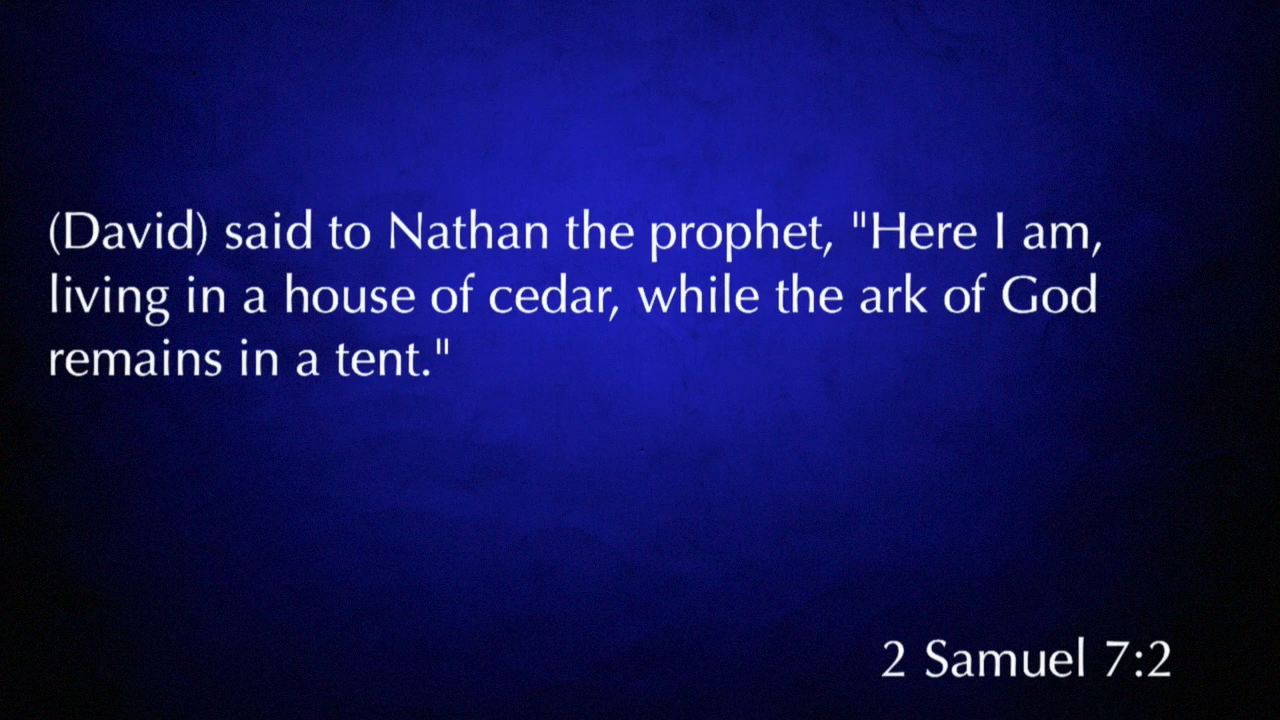 (David) said to Nathan the prophet, "Here I am,
living in a house of cedar, while the ark of God
remains in a tent."
2 Samuel 7:2